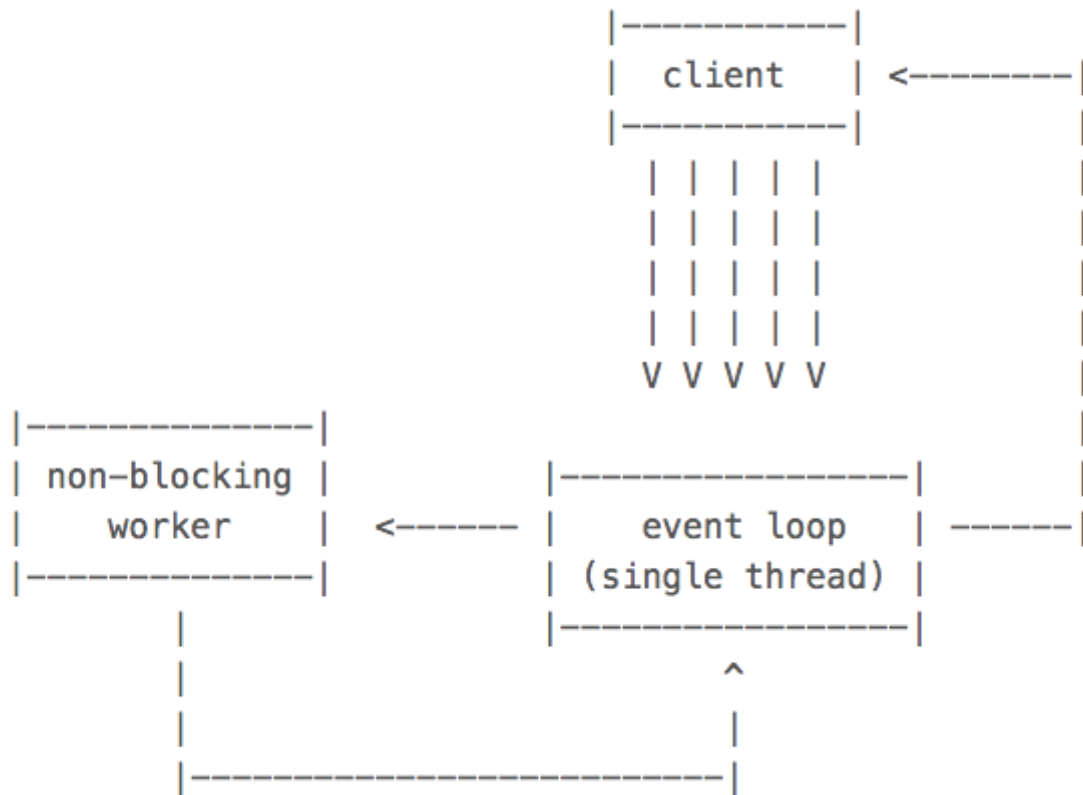 client
non-blocking
worker
event loop
(single thread)